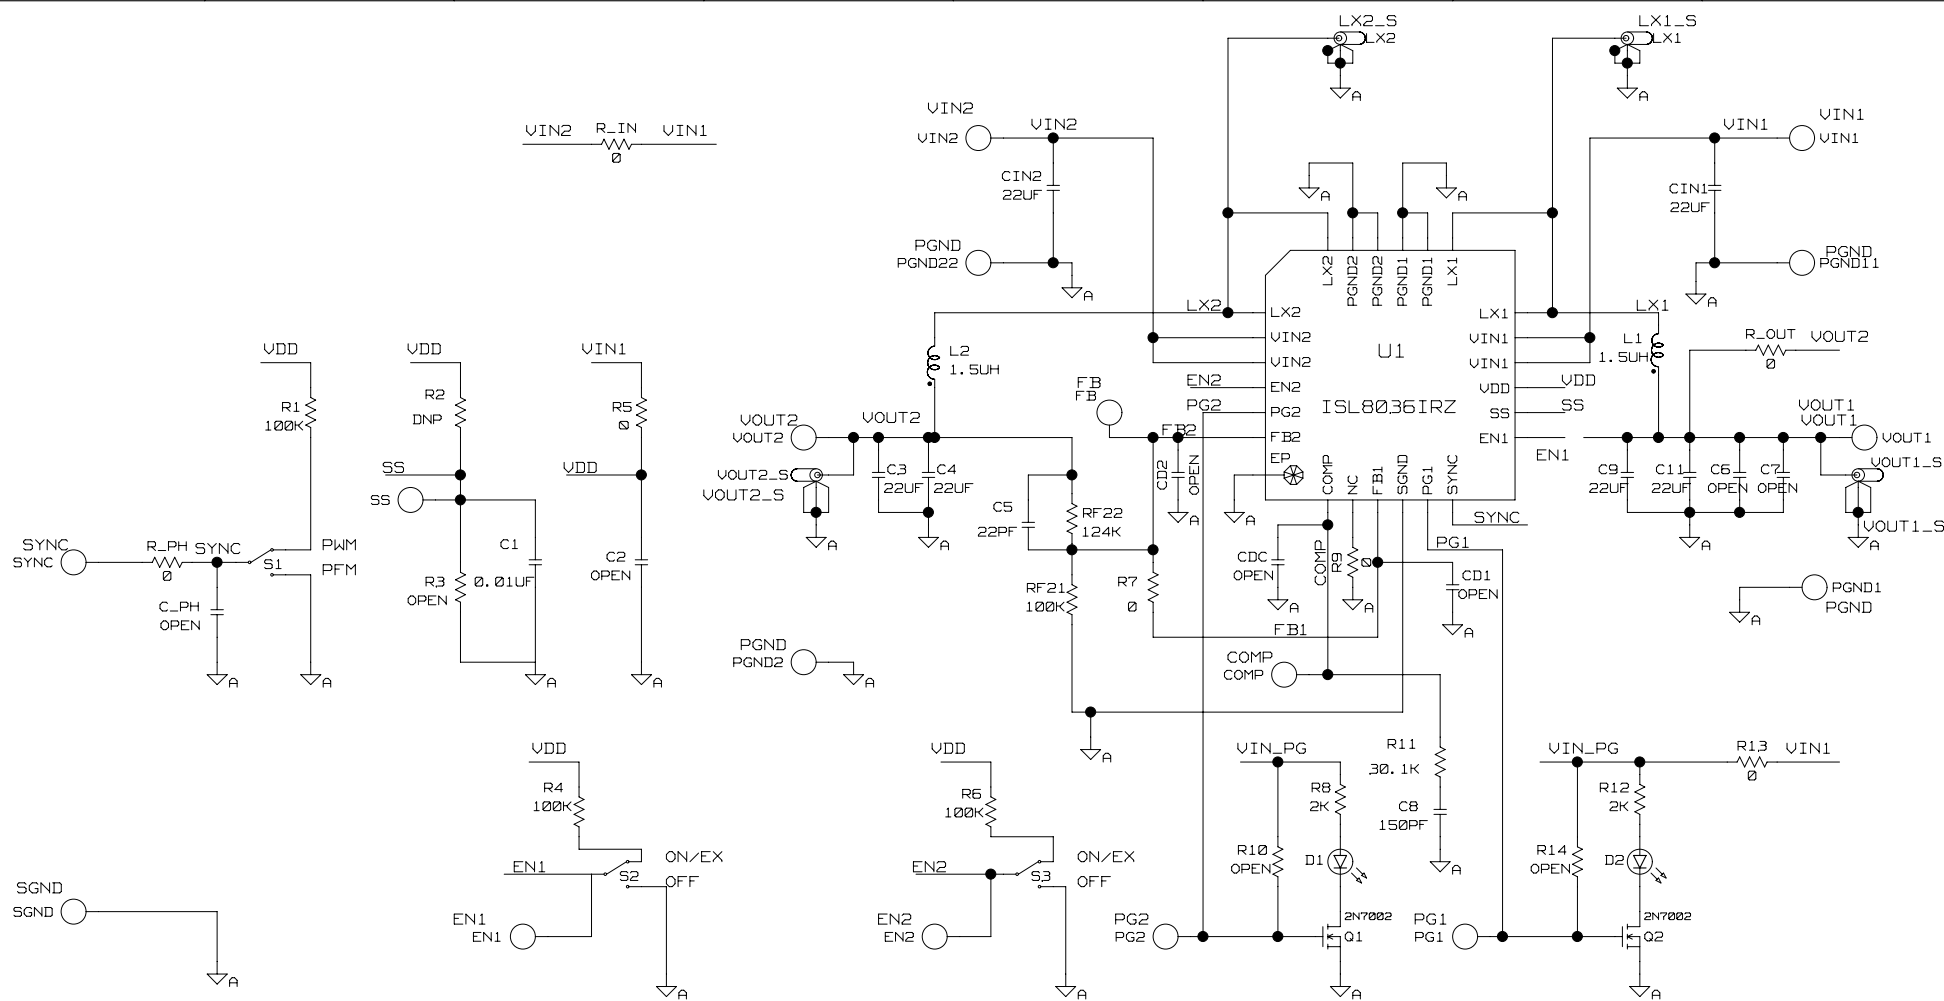 LX2_S
LX2
A
LX1_S
LX1
A
VIN2 R_IN VIN1
0
VIN2
VIN2
VIN2
CIN2
22UF
PGND
PGND22
A
A
A
VIN1
VIN1
VIN1
CIN1
22UF
PGND
PGND11
A
LX2
PGND2
PGND2
PGND1
PGND1
LX1
LX2
LX2
VIN2
VIN2
EN2
EN2
PG2
PG2
FB2
FB2
EP
U1
ISL8036IRZ
LX1
VIN1
VIN1
VDD
VDD
SS
SS
EN1
EN1
COMP
NC
FB1
SGND
PG1
SYNC
LX1
L1
1.5UH
R_OUT
0
VOUT2
VOUT1
VOUT1
VOUT1
C9
22UF
C11
22UF
C6
OPEN
C7
OPEN
VOUT1_S
VOUT1_S
A
A
L2
1.5UH
FB
FB
VOUT2
VOUT2
VOUT2
VOUT2_S
VOUT2_S
A
C3
22UF
C4
22UF
A
C5
22PF
RF22
124K
CD2
OPEN
A
A
RF21
100K
R7
0
CDC
OPEN
A
COMP
R9
0
A
CD1
OPEN
A
SYNC
PG1
FB1
COMP
COMP
A
PGND1
PGND
A
PGND
PGND2
A
VDD
R1
100K
SYNC
SYNC
R_PH
0
SYNC
S1
PWM
PFM
C_PH
OPEN
A
A
VDD
R2
DNP
SS
SS
R3
OPEN
C1
0.01UF
A
VIN1
R5
0
VDD
C2
OPEN
A
SGND
SGND
A
VDD
R4
100K
EN1
S2
ON/EX
OFF
EN1
EN1
A
VDD
R6
100K
EN2
S3
ON/EX
OFF
EN2
EN2
A
VIN_PG
R8
2K
R10
OPEN
D1
2N7002
Q1
PG2
PG2
A
R11
30.1K
C8
150PF
A
VIN_PG
R13
0
VIN1
R12
2K
R14
OPEN
D2
2N7002
Q2
PG1
PG1
A